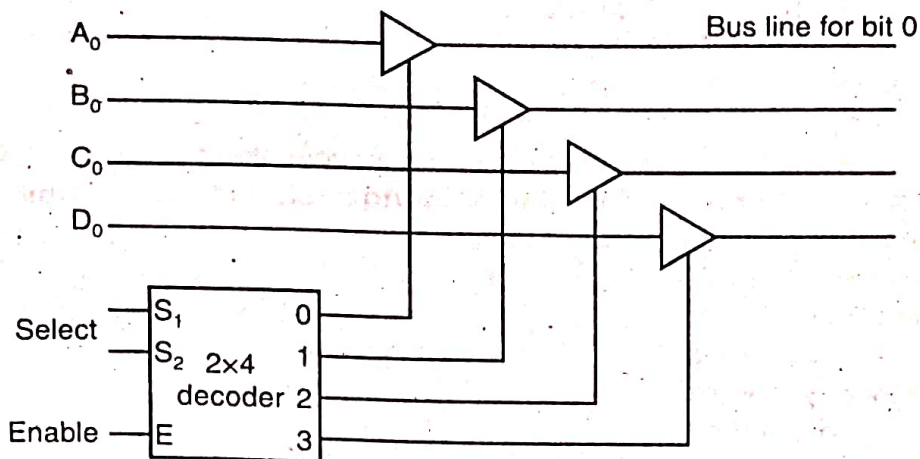 Bus line for bit 0
A₀
B₀
C₀
D₀
Select
S₁
S₂
2×4
decoder
Enable
E
0
1
2
3